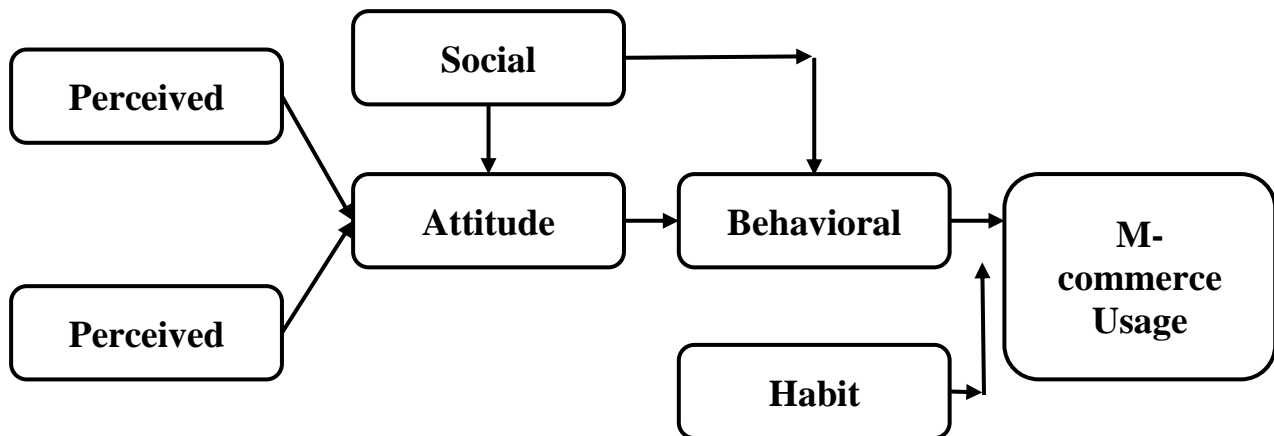 Social
Perceived
Attitude
Behavioral
M-
commerce
Usage
Perceived
Habit